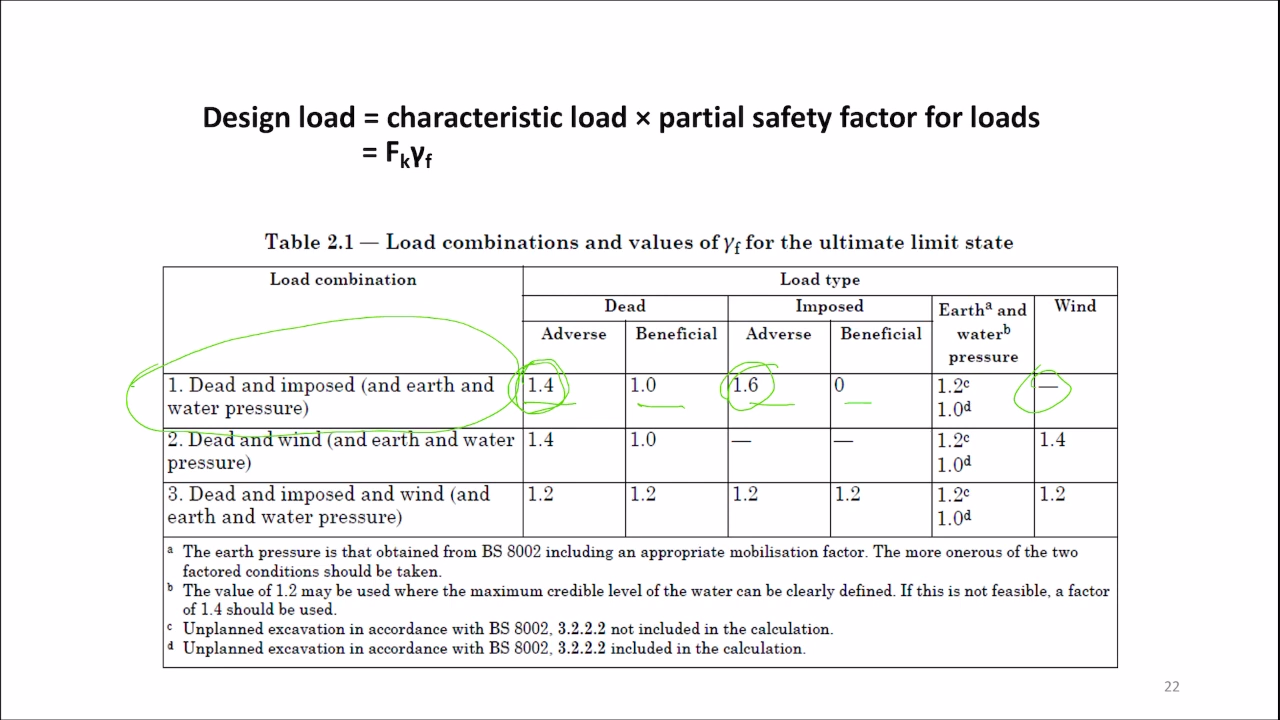 Design load = characteristic load × partial safety factor for loads
= Fkγf
Table 2.1 — Load combinations and values of γf for the ultimate limit state
Load combination
Load type
Dead
Imposed
Earthᵃ and
waterᵇ
pressure
Wind
Adverse
Beneficial
Adverse
Beneficial
1. Dead and imposed (and earth and
water pressure)
1.4
1.0
1.6
0
1.2ᶜ
1.0ᵈ
—
2. Dead and wind (and earth and water
pressure)
1.4
1.0
—
—
1.2ᶜ
1.0ᵈ
1.4
3. Dead and imposed and wind (and
earth and water pressure)
1.2
1.2
1.2
1.2
1.2ᶜ
1.0ᵈ
1.2
ᵃ The earth pressure is that obtained from BS 8002 including an appropriate mobilisation factor. The more onerous of the two
factored conditions should be taken.
ᵇ The value of 1.2 may be used where the maximum credible level of the water can be clearly defined. If this is not feasible, a factor
of 1.4 should be used.
ᶜ Unplanned excavation in accordance with BS 8002, 3.2.2.2 not included in the calculation.
ᵈ Unplanned excavation in accordance with BS 8002, 3.2.2.2 included in the calculation.
22